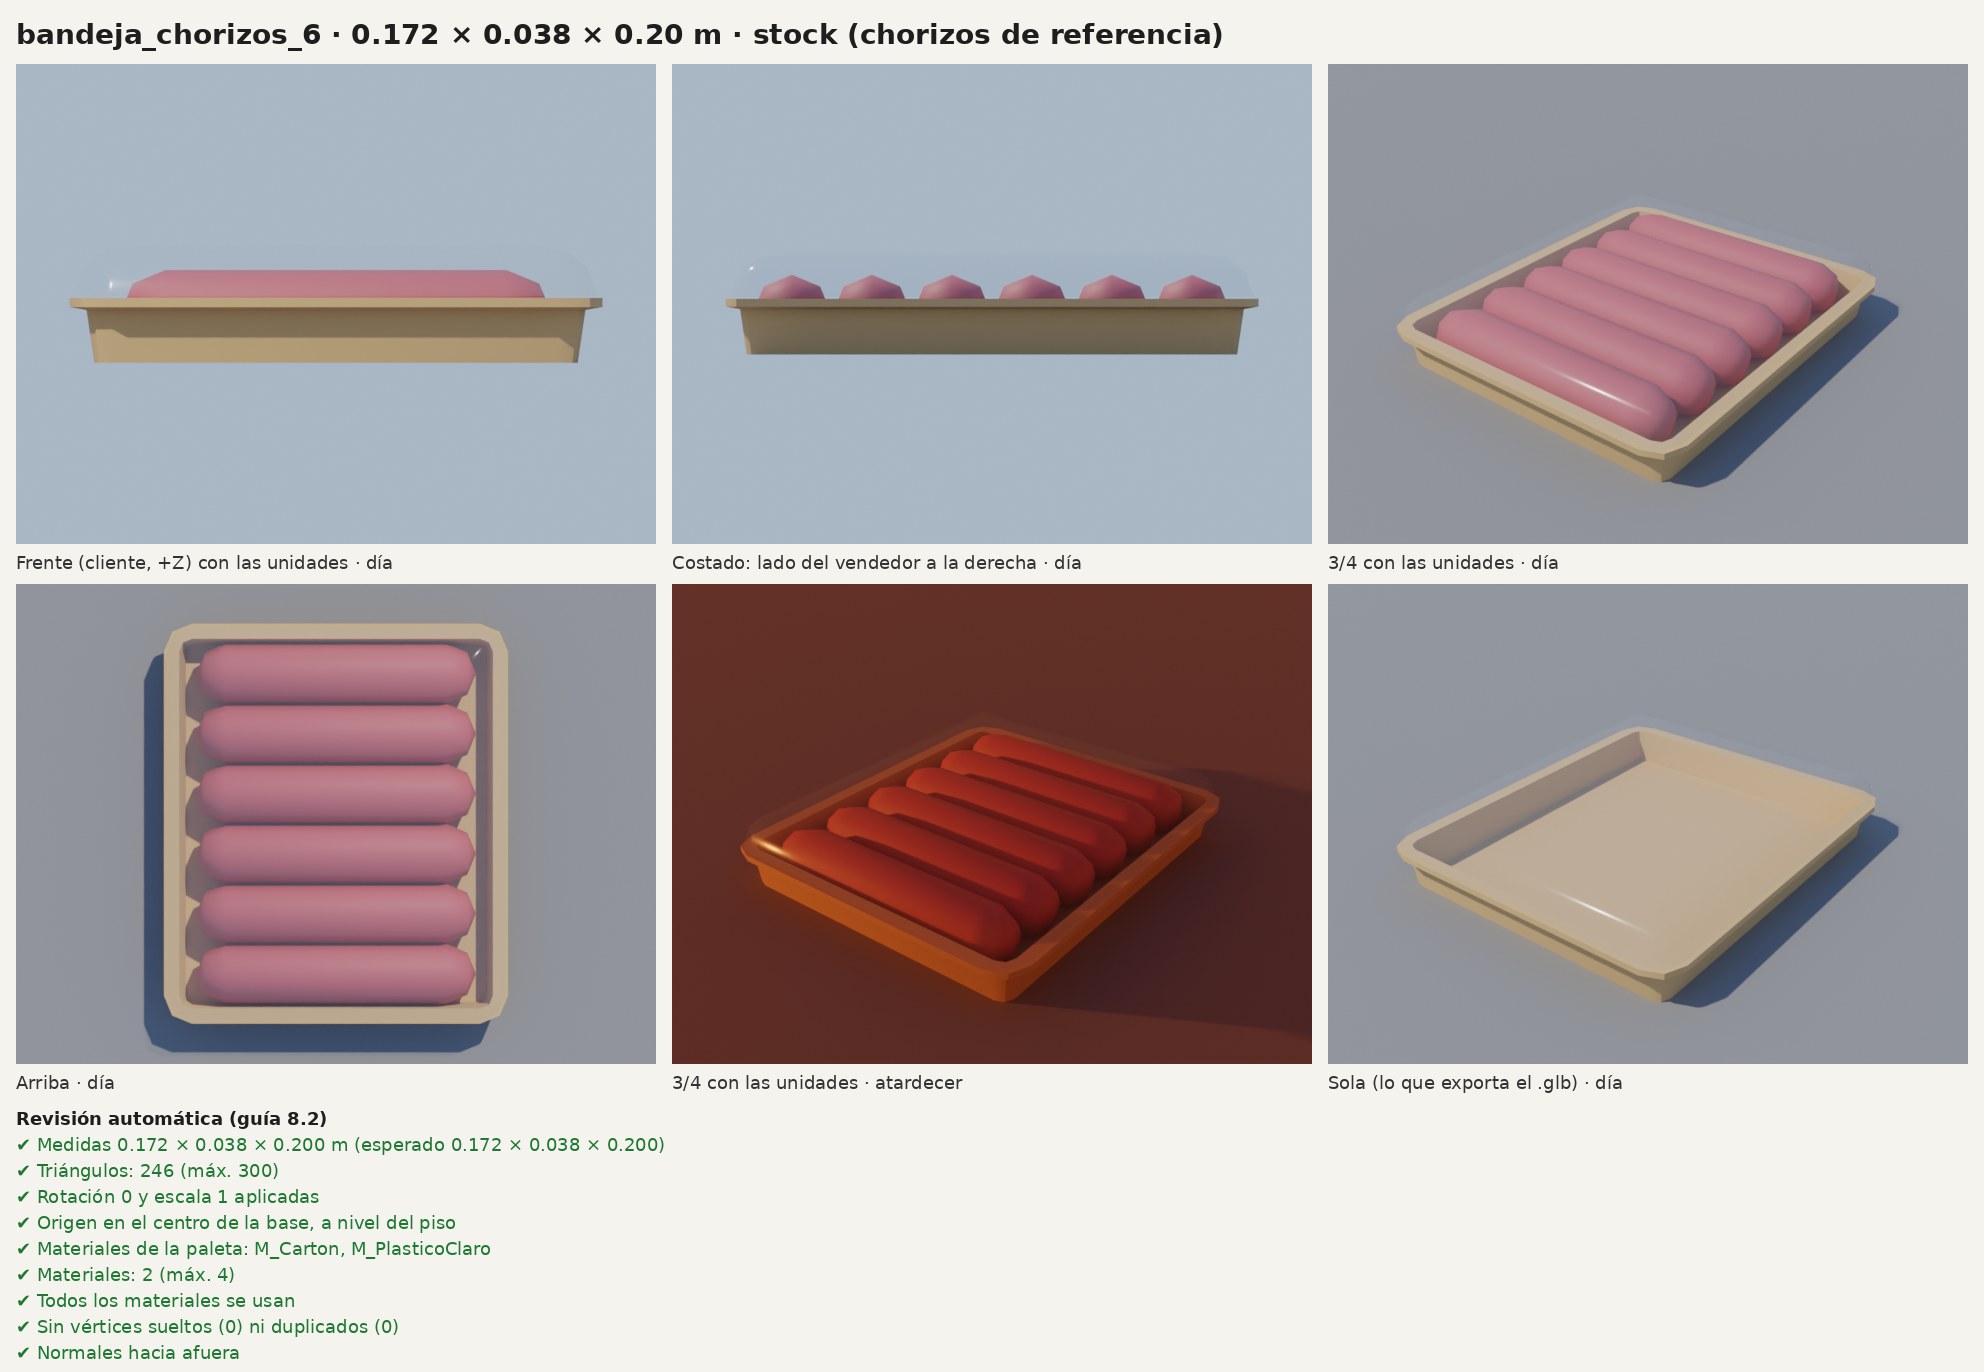 bandeja_chorizos_6 · 0.172 × 0.038 × 0.20 m · stock (chorizos de referencia)
Frente (cliente, +Z) con las unidades · día
Costado: lado del vendedor a la derecha · día
3/4 con las unidades · día
Arriba · día
3/4 con las unidades · atardecer
Sola (lo que exporta el .glb) · día
Revisión automática (guía 8.2)
✔ Medidas 0.172 × 0.038 × 0.200 m (esperado 0.172 × 0.038 × 0.200)
✔ Triángulos: 246 (máx. 300)
✔ Rotación 0 y escala 1 aplicadas
✔ Origen en el centro de la base, a nivel del piso
✔ Materiales de la paleta: M_Carton, M_PlasticoClaro
✔ Materiales: 2 (máx. 4)
✔ Todos los materiales se usan
✔ Sin vértices sueltos (0) ni duplicados (0)
✔ Normales hacia afuera